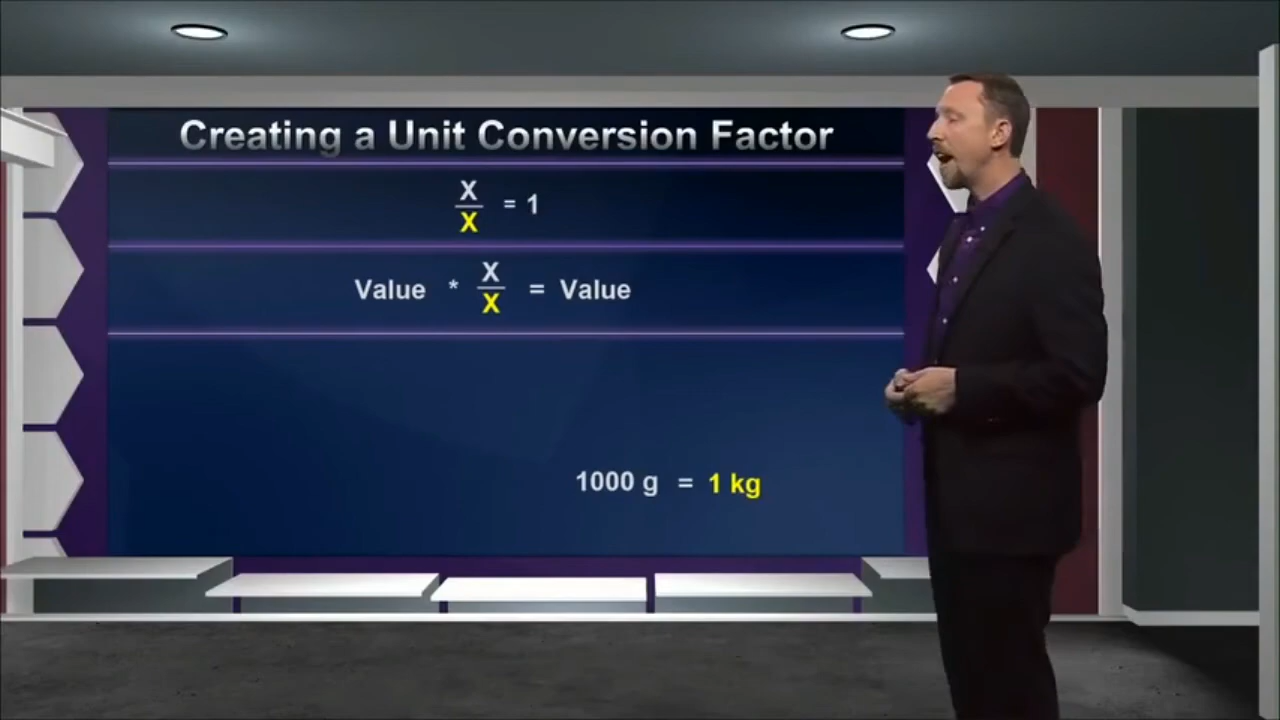 Creating a Unit Conversion Factor
X
X = 1
Value * X
X = Value
1000 g = 1 kg